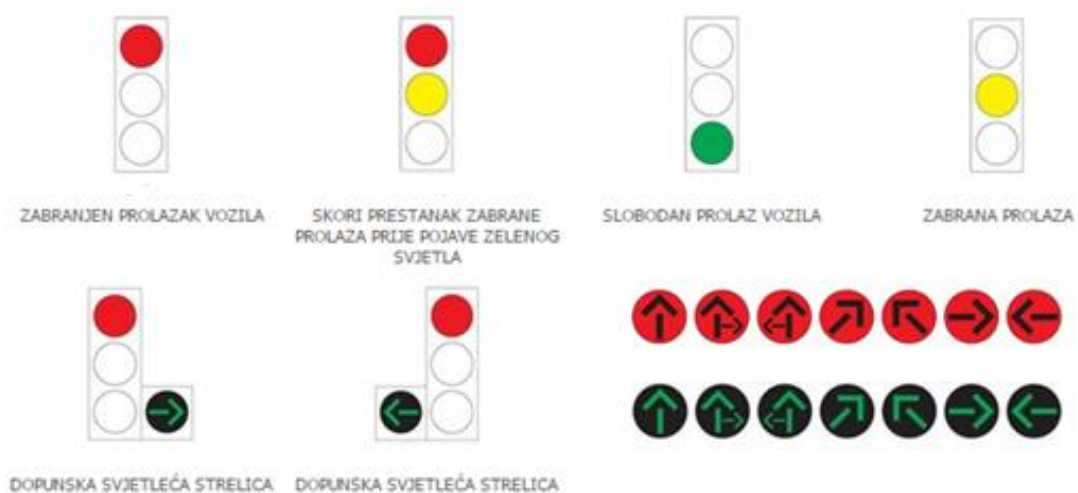 ZABRANJEN PROLAZAK VOZILA
SKORI PRESTANAK ZABRANE
PROLAZA PRIJE POJAVE ZELENOG
SVJETLA
SLOBODAN PROLAZ VOZILA
ZABRANA PROLAZA
DOPUNSKA SVJETLEĆA STRELICA
DOPUNSKA SVJETLEĆA STRELICA